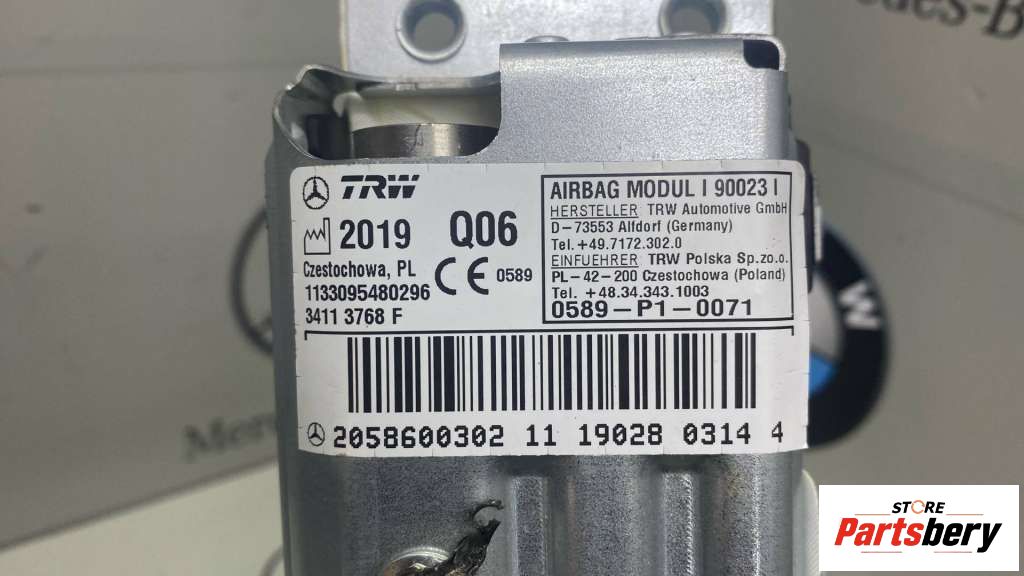 TRW
2019 Q06
Czestochowa, PL
CE 0589
1133095480296
3411 3768 F
AIRBAG MODUL I 90023 I
HERSTELLER TRW Automotive GmbH
D-73553 Alfdorf (Germany)
Tel. +49.7172.302.0
EINFUEHRER TRW Polska Sp.zo.o.
PL-42-200 Czestochowa (Poland)
Tel. +48.34.343.1003
0589-P1-0071
2058600302 11 19028 0314 4
W
STORE
Partsbery